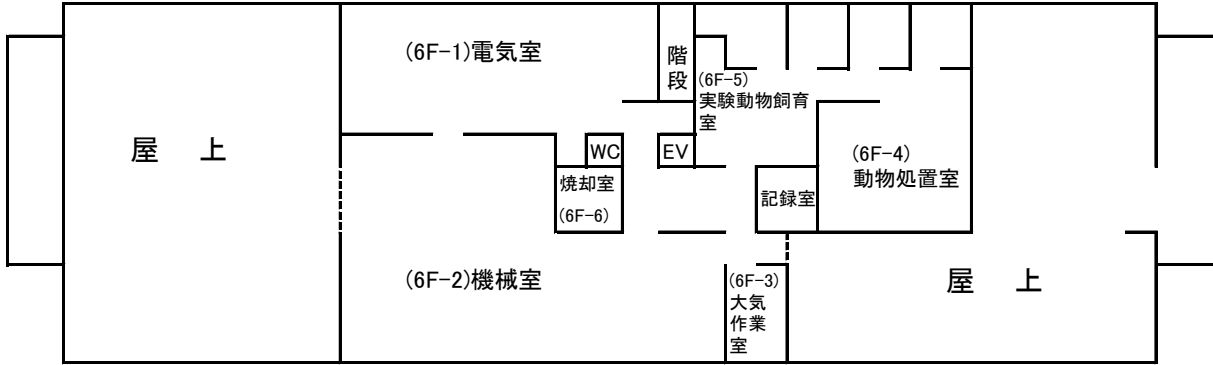 (6F-1)電気室
階
段
(6F-5)
実験動物飼育
室
屋 上
WC
EV
(6F-4)
動物処置室
焼却室
(6F-6)
記録室
(6F-2)機械室
(6F-3)
大気
作業
室
屋 上